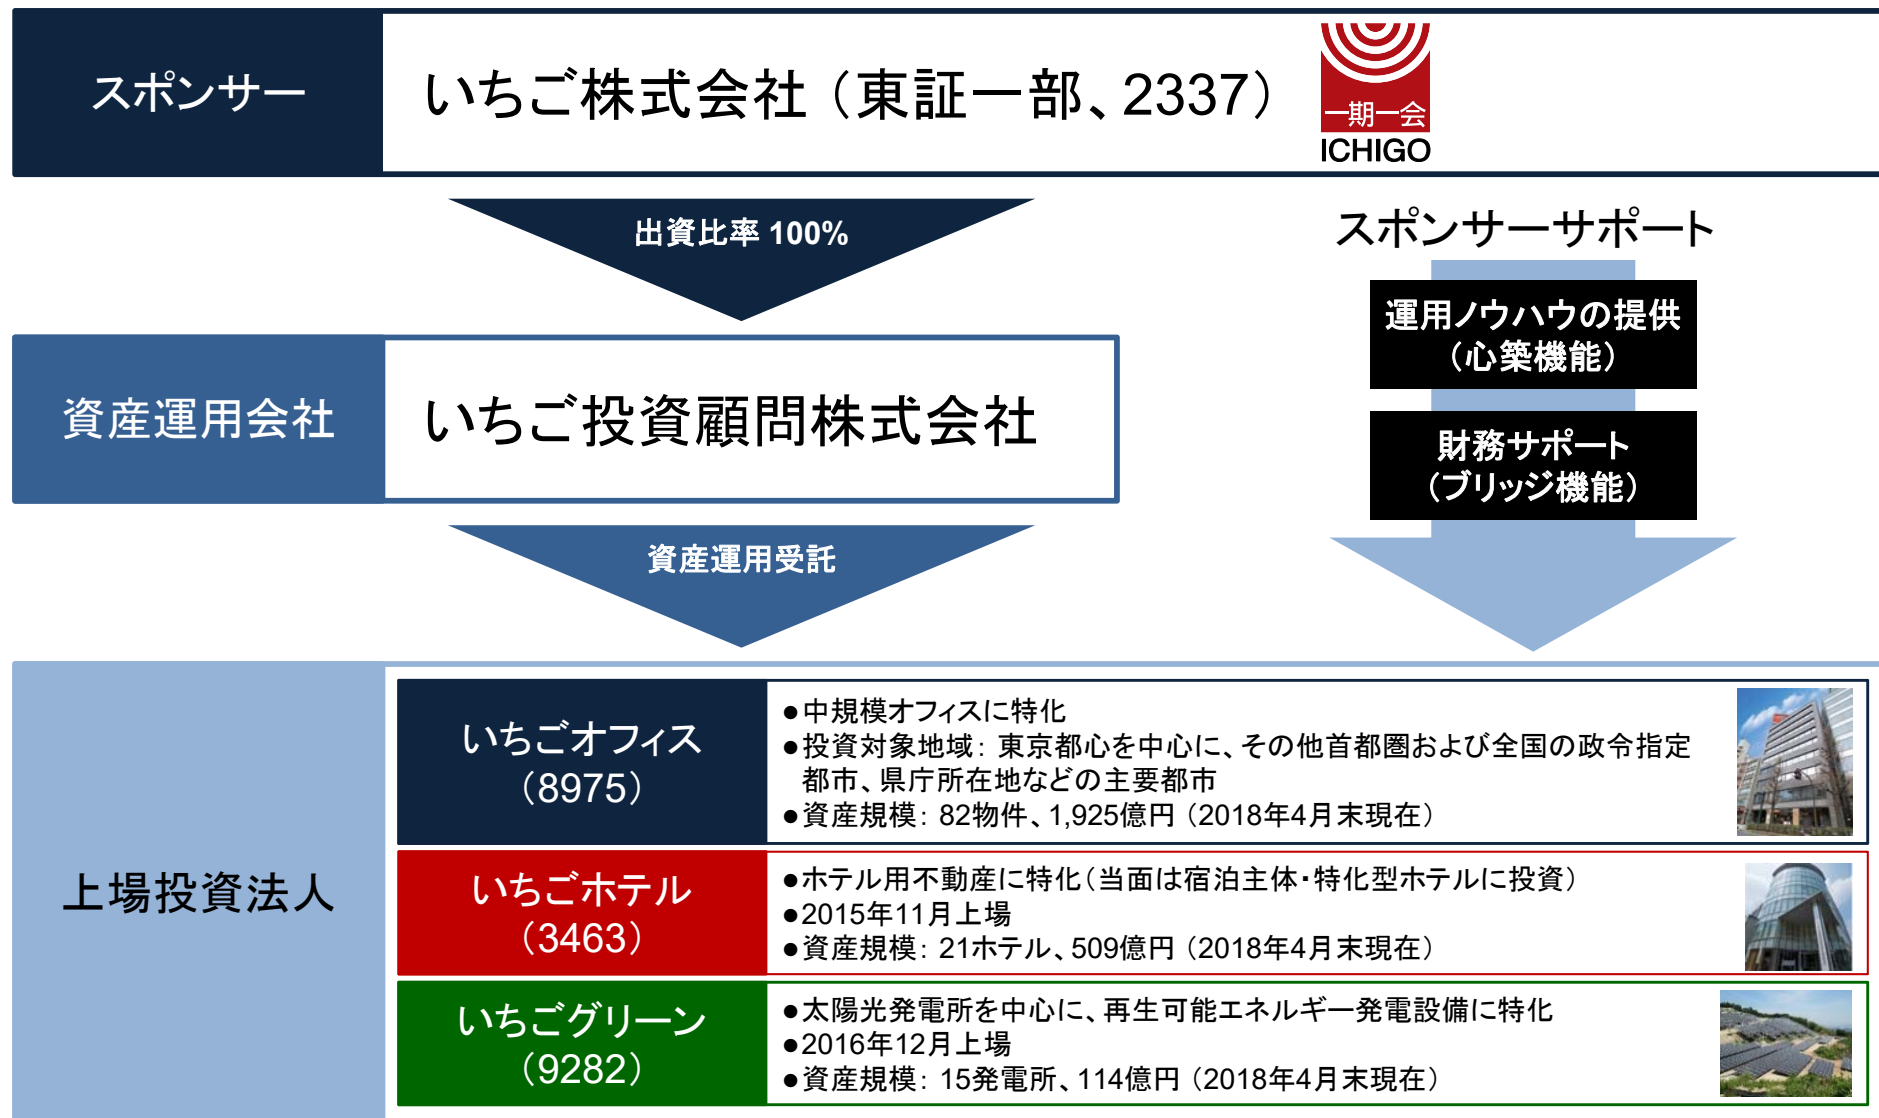 スポンサー
いちご株式会社（東証一部、2337）
一期一会
ICHIGO
出資比率 100%
スポンサーサポート
運用ノウハウの提供
（心築機能）
財務サポート
（ブリッジ機能）
資産運用会社
いちご投資顧問株式会社
資産運用受託
上場投資法人
いちごオフィス
（8975）
●中規模オフィスに特化
●投資対象地域： 東京都心を中心に、その他首都圏および全国の政令指定
都市、県庁所在地などの主要都市
●資産規模： 82物件、1,925億円（2018年4月末現在）
いちごホテル
（3463）
●ホテル用不動産に特化（当面は宿泊主体・特化型ホテルに投資）
●2015年11月上場
●資産規模： 21ホテル、509億円（2018年4月末現在）
いちごグリーン
（9282）
●太陽光発電所を中心に、再生可能エネルギー発電設備に特化
●2016年12月上場
●資産規模： 15発電所、114億円（2018年4月末現在）